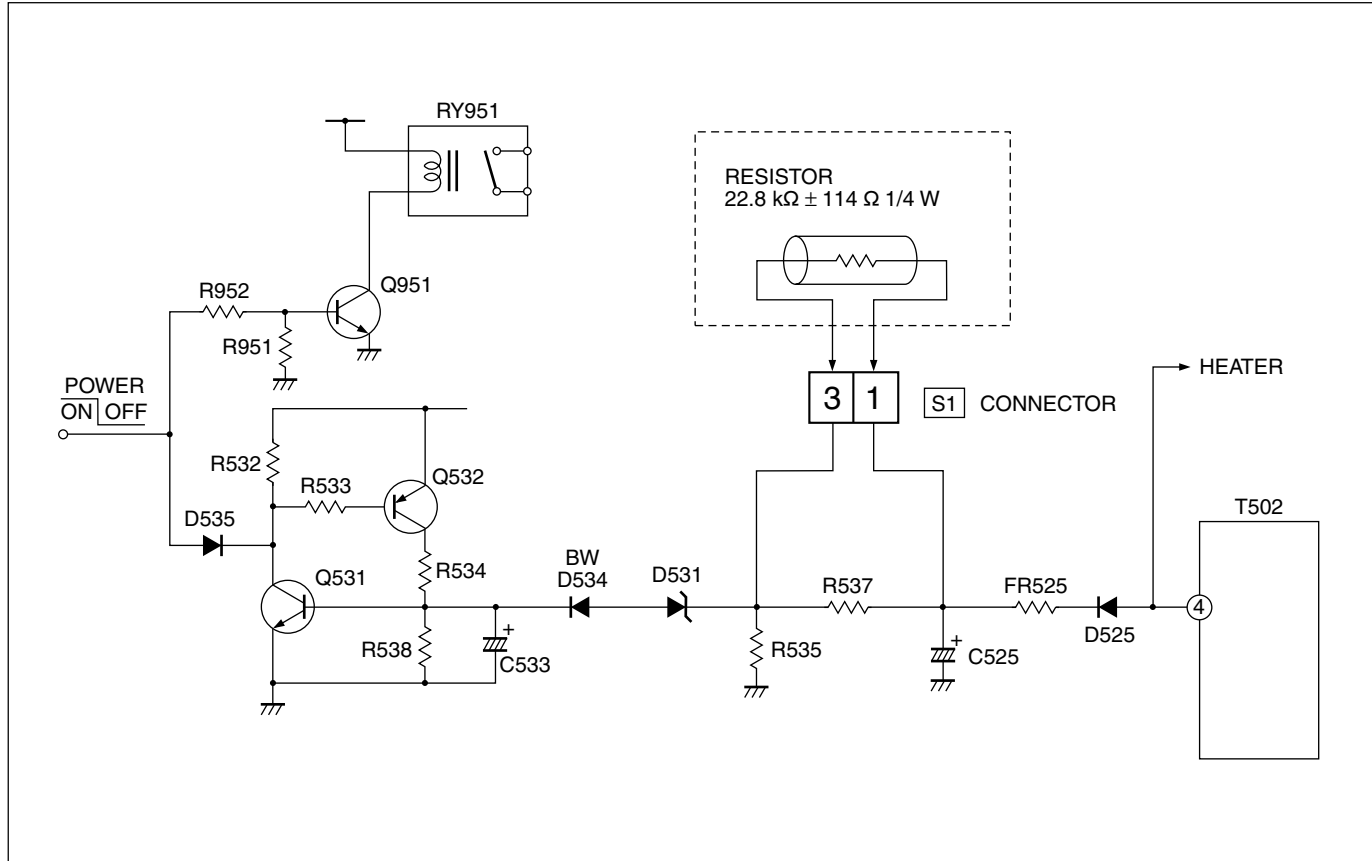 RY951
RESISTOR
22.8 kΩ ± 114 Ω 1/4 W
Q951
R952
R951
HEATER
POWER
ON OFF
3 1
S1 CONNECTOR
R532
Q532
R533
T502
D535
BW
D534
D531
R537
FR525
Q531
R534
4
D525
R538
+
C533
R535
+
C525